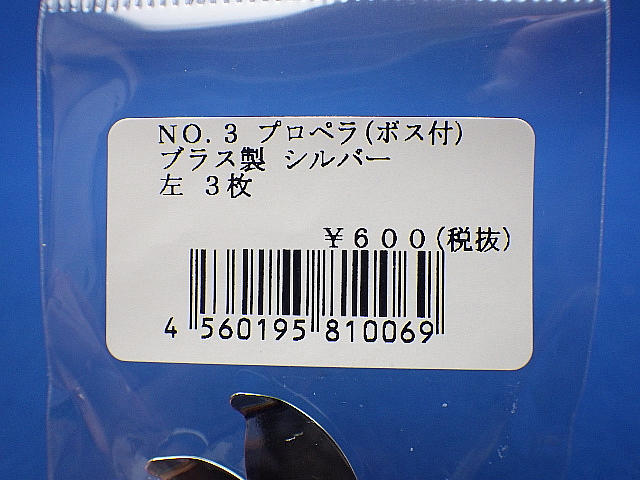 NO.3 プロペラ(ボス付)
ブラス製 シルバー
左 3枚
￥600(税抜)
4 560195 810069